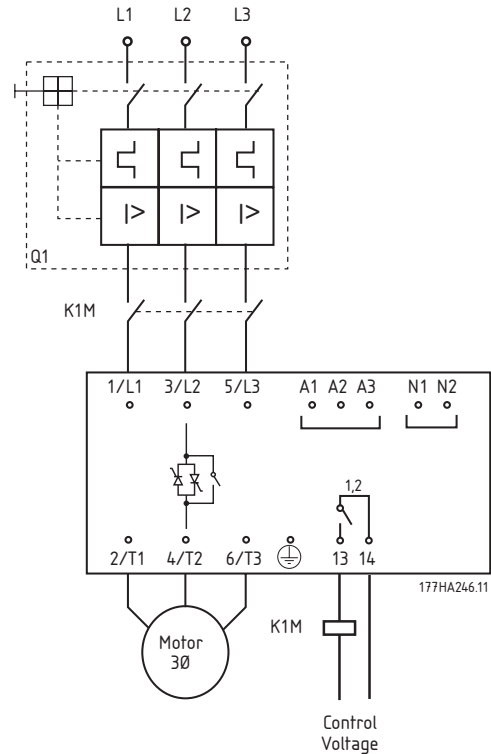 L1 L2 L3
I> I> I>
Q1
K1M
1/L1 3/L2 5/L3 A1 A2 A3 N1 N2
1,2
2/T1 4/T2 6/T3 13 14
177HA246.11
Motor
3Ø
K1M
Control
Voltage